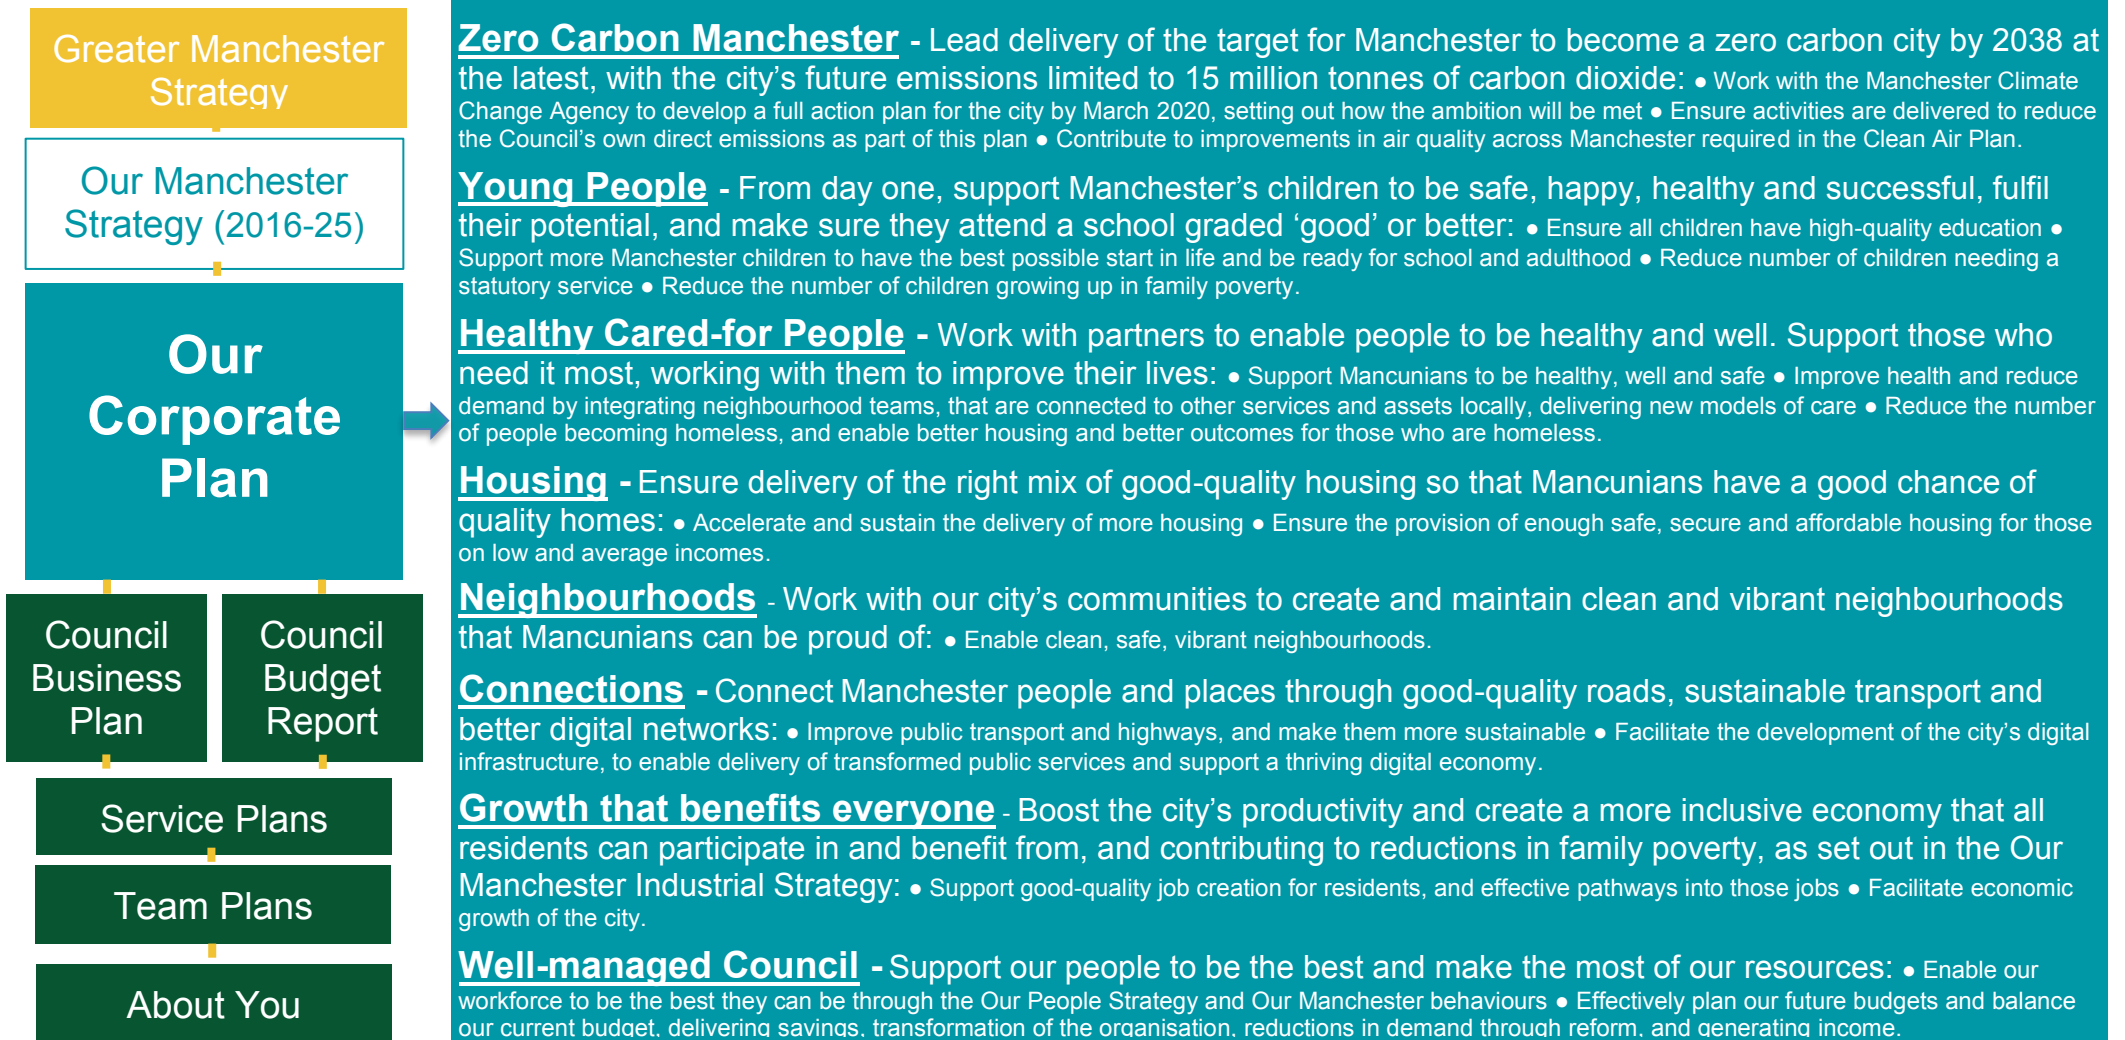 Greater Manchester
Strategy
Our Manchester
Strategy (2016-25)
Our
Corporate
Plan
Council
Business
Plan
Council
Budget
Report
Service Plans
Team Plans
About You
Zero Carbon Manchester - Lead delivery of the target for Manchester to become a zero carbon city by 2038 at
the latest, with the city’s future emissions limited to 15 million tonnes of carbon dioxide: ● Work with the Manchester Climate
Change Agency to develop a full action plan for the city by March 2020, setting out how the ambition will be met ● Ensure activities are delivered to reduce
the Council’s own direct emissions as part of this plan ● Contribute to improvements in air quality across Manchester required in the Clean Air Plan.
Young People - From day one, support Manchester’s children to be safe, happy, healthy and successful, fulfil
their potential, and make sure they attend a school graded ‘good’ or better: ● Ensure all children have high-quality education ●
Support more Manchester children to have the best possible start in life and be ready for school and adulthood ● Reduce number of children needing a
statutory service ● Reduce the number of children growing up in family poverty.
Healthy Cared-for People - Work with partners to enable people to be healthy and well. Support those who
need it most, working with them to improve their lives: ● Support Mancunians to be healthy, well and safe ● Improve health and reduce
demand by integrating neighbourhood teams, that are connected to other services and assets locally, delivering new models of care ● Reduce the number
of people becoming homeless, and enable better housing and better outcomes for those who are homeless.
Housing - Ensure delivery of the right mix of good-quality housing so that Mancunians have a good chance of
quality homes: ● Accelerate and sustain the delivery of more housing ● Ensure the provision of enough safe, secure and affordable housing for those
on low and average incomes.
Neighbourhoods - Work with our city’s communities to create and maintain clean and vibrant neighbourhoods
that Mancunians can be proud of: ● Enable clean, safe, vibrant neighbourhoods.
Connections - Connect Manchester people and places through good-quality roads, sustainable transport and
better digital networks: ● Improve public transport and highways, and make them more sustainable ● Facilitate the development of the city’s digital
infrastructure, to enable delivery of transformed public services and support a thriving digital economy.
Growth that benefits everyone - Boost the city’s productivity and create a more inclusive economy that all
residents can participate in and benefit from, and contributing to reductions in family poverty, as set out in the Our
Manchester Industrial Strategy: ● Support good-quality job creation for residents, and effective pathways into those jobs ● Facilitate economic
growth of the city.
Well-managed Council - Support our people to be the best and make the most of our resources: ● Enable our
workforce to be the best they can be through the Our People Strategy and Our Manchester behaviours ● Effectively plan our future budgets and balance
our current budget, delivering savings, transformation of the organisation, reductions in demand through reform, and generating income.